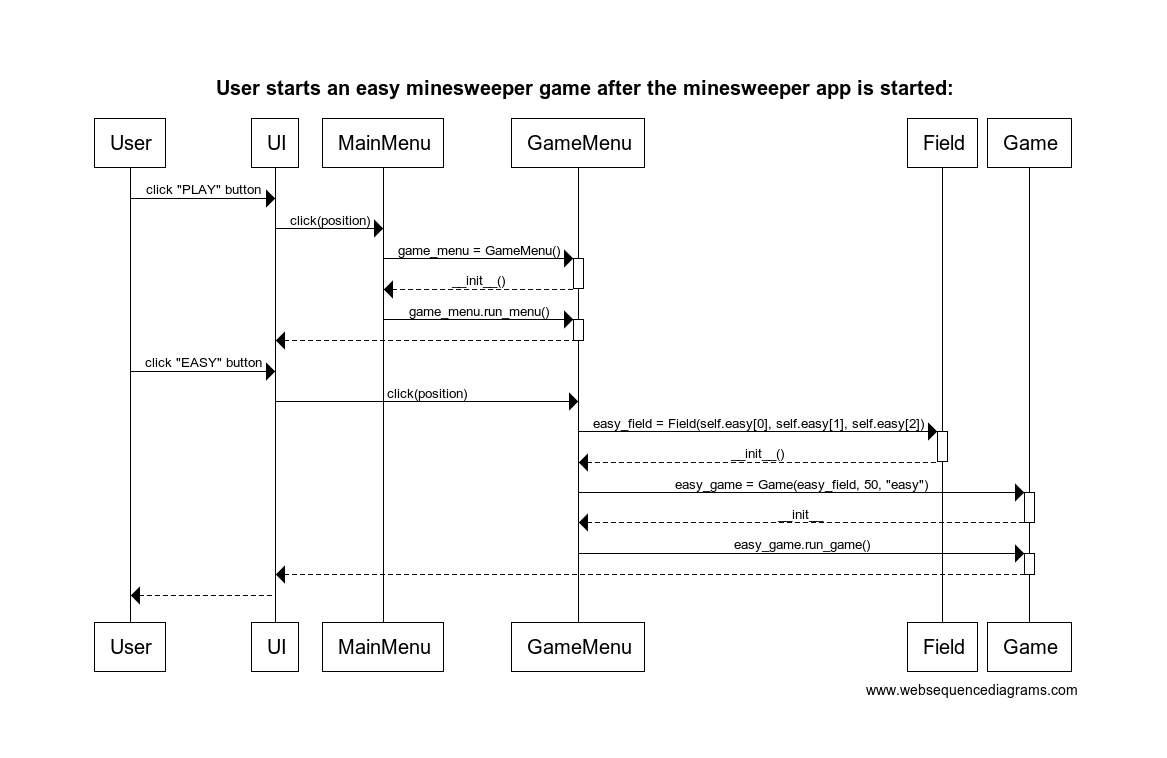 User starts an easy minesweeper game after the minesweeper app is started:
User UI MainMenu GameMenu Field Game
click "PLAY" button
click(position)
game_menu = GameMenu()
__init__()
game_menu.run_menu()
click "EASY" button
click(position)
easy_field = Field(self.easy[0], self.easy[1], self.easy[2])
__init__()
easy_game = Game(easy_field, 50, "easy")
__init__
easy_game.run_game()
User UI MainMenu GameMenu Field Game
www.websequencediagrams.com